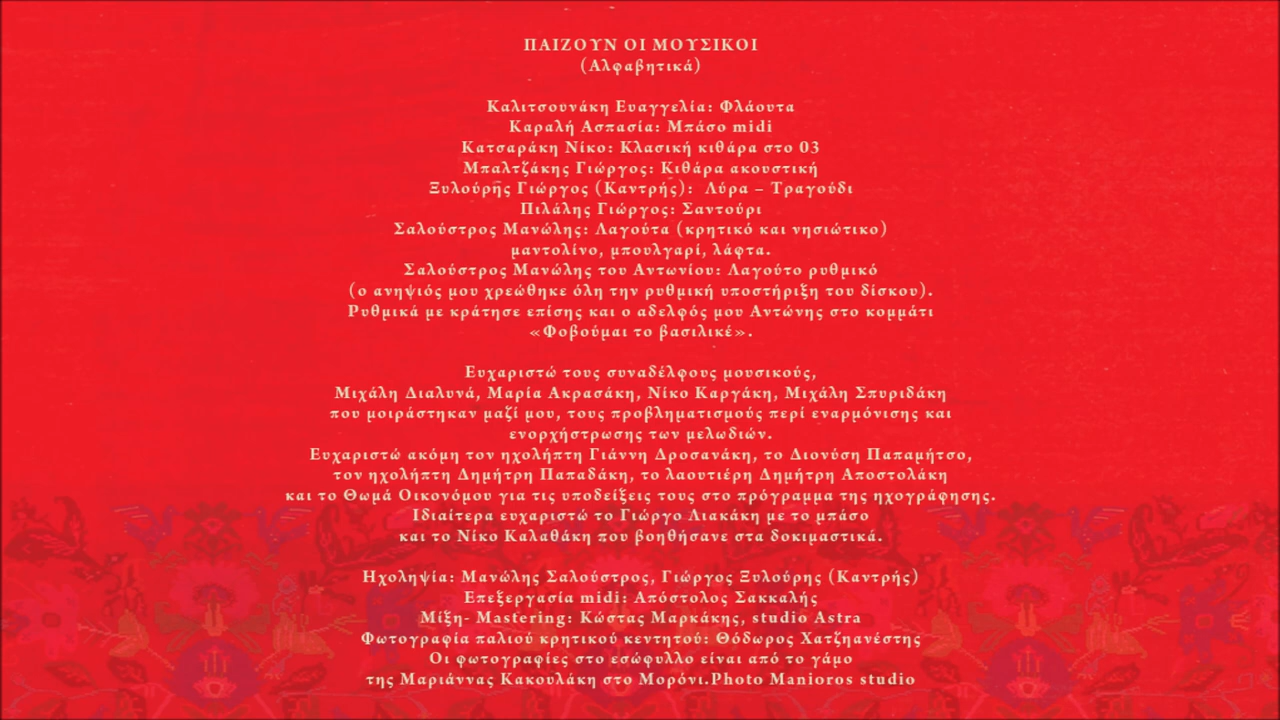 ΠΑΙΖΟΥΝ ΟΙ ΜΟΥΣΙΚΟΙ
(Αλφαβητικά)
Καλιτσουνάκη Ευαγγελία: Φλάουτα
Καραλή Ασπασία: Μπάσο midi
Κατσαράκη Νίκο: Κλασική κιθάρα στο 03
Μπαλτζάκης Γιώργος: Κιθάρα ακουστική
Ξυλούρης Γιώργος (Καντρής): Λύρα – Τραγούδι
Πιλάλης Γιώργος: Σαντούρι
Σαλούστρος Μανώλης: Λαγούτα (κρητικό και νησιώτικο)
μαντολίνο, μπουλγαρί, λάφτα.
Σαλούστρος Μανώλης του Αντωνίου: Λαγούτο ρυθμικό
(ο ανηψιός μου χρεώθηκε όλη την ρυθμική υποστήριξη του δίσκου).
Ρυθμικά με κράτησε επίσης και ο αδελφός μου Αντώνης στο κομμάτι
«Φοβούμαι το βασιλικέ».
Ευχαριστώ τους συναδέλφους μουσικούς,
Μιχάλη Διαλυνά, Μαρία Ακρασάκη, Νίκο Καργάκη, Μιχάλη Σπυριδάκη
που μοιράστηκαν μαζί μου, τους προβληματισμούς περί εναρμόνισης και
ενορχήστρωσης των μελωδιών.
Ευχαριστώ ακόμη τον ηχολήπτη Γιάννη Δροσανάκη, το Διονύση Παπαμήτσο,
τον ηχολήπτη Δημήτρη Παπαδάκη, το λαουτιέρη Δημήτρη Αποστολάκη
και το Θωμά Οικονόμου για τις υποδείξεις τους στο πρόγραμμα της ηχογράφησης.
Ιδιαίτερα ευχαριστώ το Γιώργο Λιακάκη με το μπάσο
και το Νίκο Καλαθάκη που βοηθήσανε στα δοκιμαστικά.
Ηχοληψία: Μανώλης Σαλούστρος, Γιώργος Ξυλούρης (Καντρής)
Επεξεργασία midi: Απόστολος Σακκαλής
Μίξη- Mastering: Κώστας Μαρκάκης, studio Astra
Φωτογραφία παλιού κρητικού κεντητού: Θόδωρος Χατζηανέστης
Οι φωτογραφίες στο εσώφυλλο είναι από το γάμο
της Μαριάννας Κακουλάκη στο Μορόνι.Photo Manioros studio